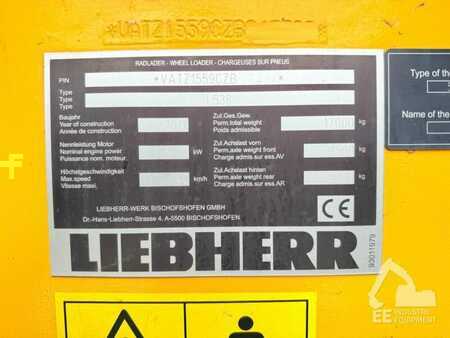 *VATZ1559CZB
RADLADER - WHEEL LOADER - CHARGEUSES SUR PNEUS
PIN *VATZ1559CZB *
Type
Type
Type
Baujahr
Year of construction
Année de construction
Zul.Ges.Gew.
Perm.total weight kg
Poids admissible
Nennleistung Motor
Nominal engine power kW
Puissance nom. moteur
Zul.Achslast vorn
Perm.axle weight front kg
Charge admis sur ess.AV
Höchstgeschwindigkeit
Max.speed km/h
Vitesse maxi.
Zul.Achslast hinten
Perm.axle weight rear kg
Charge admis sur ess.AR
LIEBHERR-WERK BISCHOFSHOFEN GMBH
Dr.-Hans-Liebherr-Strasse 4, A-5500 BISCHOFSHOFEN
CE
LIEBHERR
93011979
Type of the
Name of the
EE INDUSTRIAL
EQUIPMENT